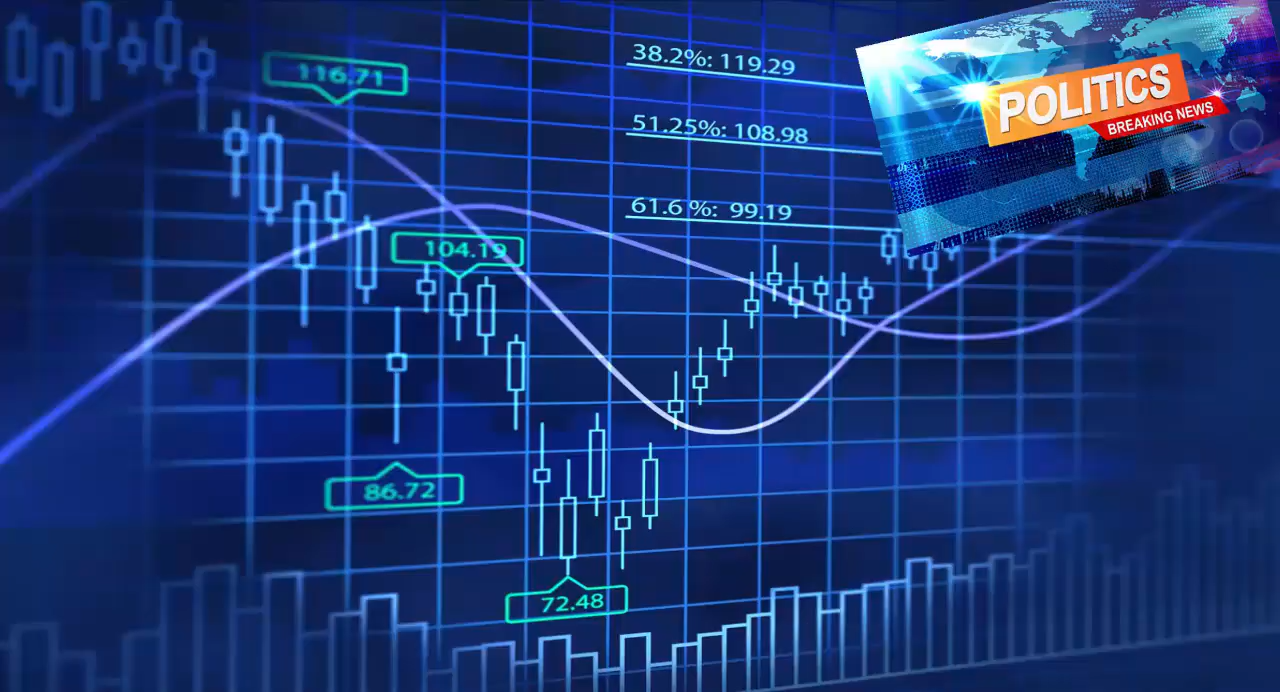 116.71
38.2%: 119.29
51.25%: 108.98
61.6 %: 99.19
104.19
86.72
72.48
POLITICS
BREAKING NEWS